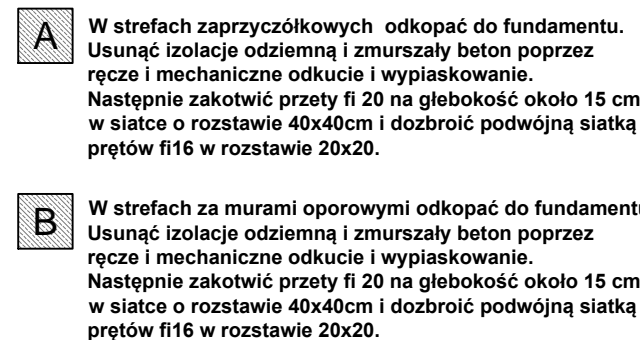 A
W strefach zaprzyczółkowych odkopać do fundamentu.
Usunąć izolacje odziemną i zmurszały beton poprzez
ręcze i mechaniczne odkucie i wypiaskowanie.
Następnie zakotwić przety fi 20 na głebokość około 15 cm
w siatce o rozstawie 40x40cm i dozbroić podwójną siatką
prętów fi16 w rozstawie 20x20.
B
W strefach za murami oporowymi odkopać do fundamentu
Usunąć izolacje odziemną i zmurszały beton poprzez
ręcze i mechaniczne odkucie i wypiaskowanie.
Następnie zakotwić przety fi 20 na głebokość około 15 cm
w siatce o rozstawie 40x40cm i dozbroić podwójną siatką
prętów fi16 w rozstawie 20x20.